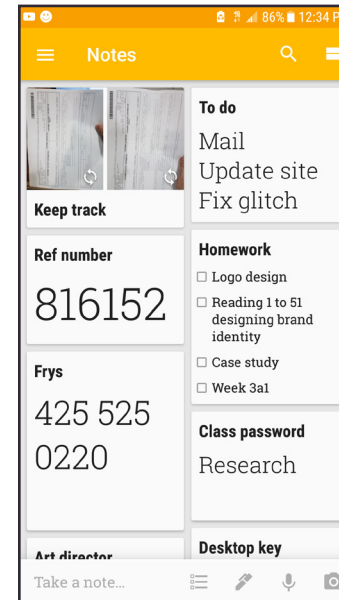 86% 12:34 P
Notes
Keep track
Ref number
816152
Frys
425 525
0220
Art director
To do
Mail
Update site
Fix glitch
Homework
Logo design
Reading 1 to 51
designing brand
identity
Case study
Week 3a1
Class password
Research
Desktop key
Take a note...